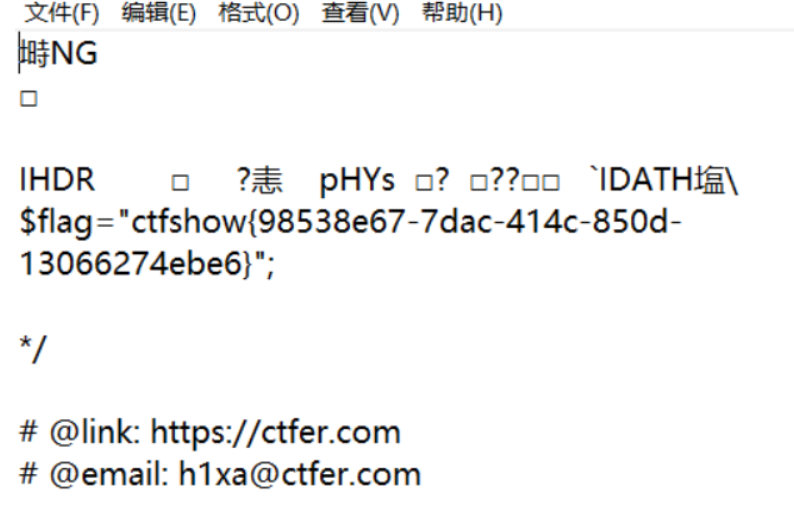 文件(F) 编辑(E) 格式(O) 查看(V) 帮助(H)
塒NG
□
IHDR □ ?恚 pHYs □? □??□□ `IDATH塩\
$flag="ctfshow{98538e67-7dac-414c-850d-
13066274ebe6}";
*/
# @link: https://ctfer.com
# @email: h1xa@ctfer.com